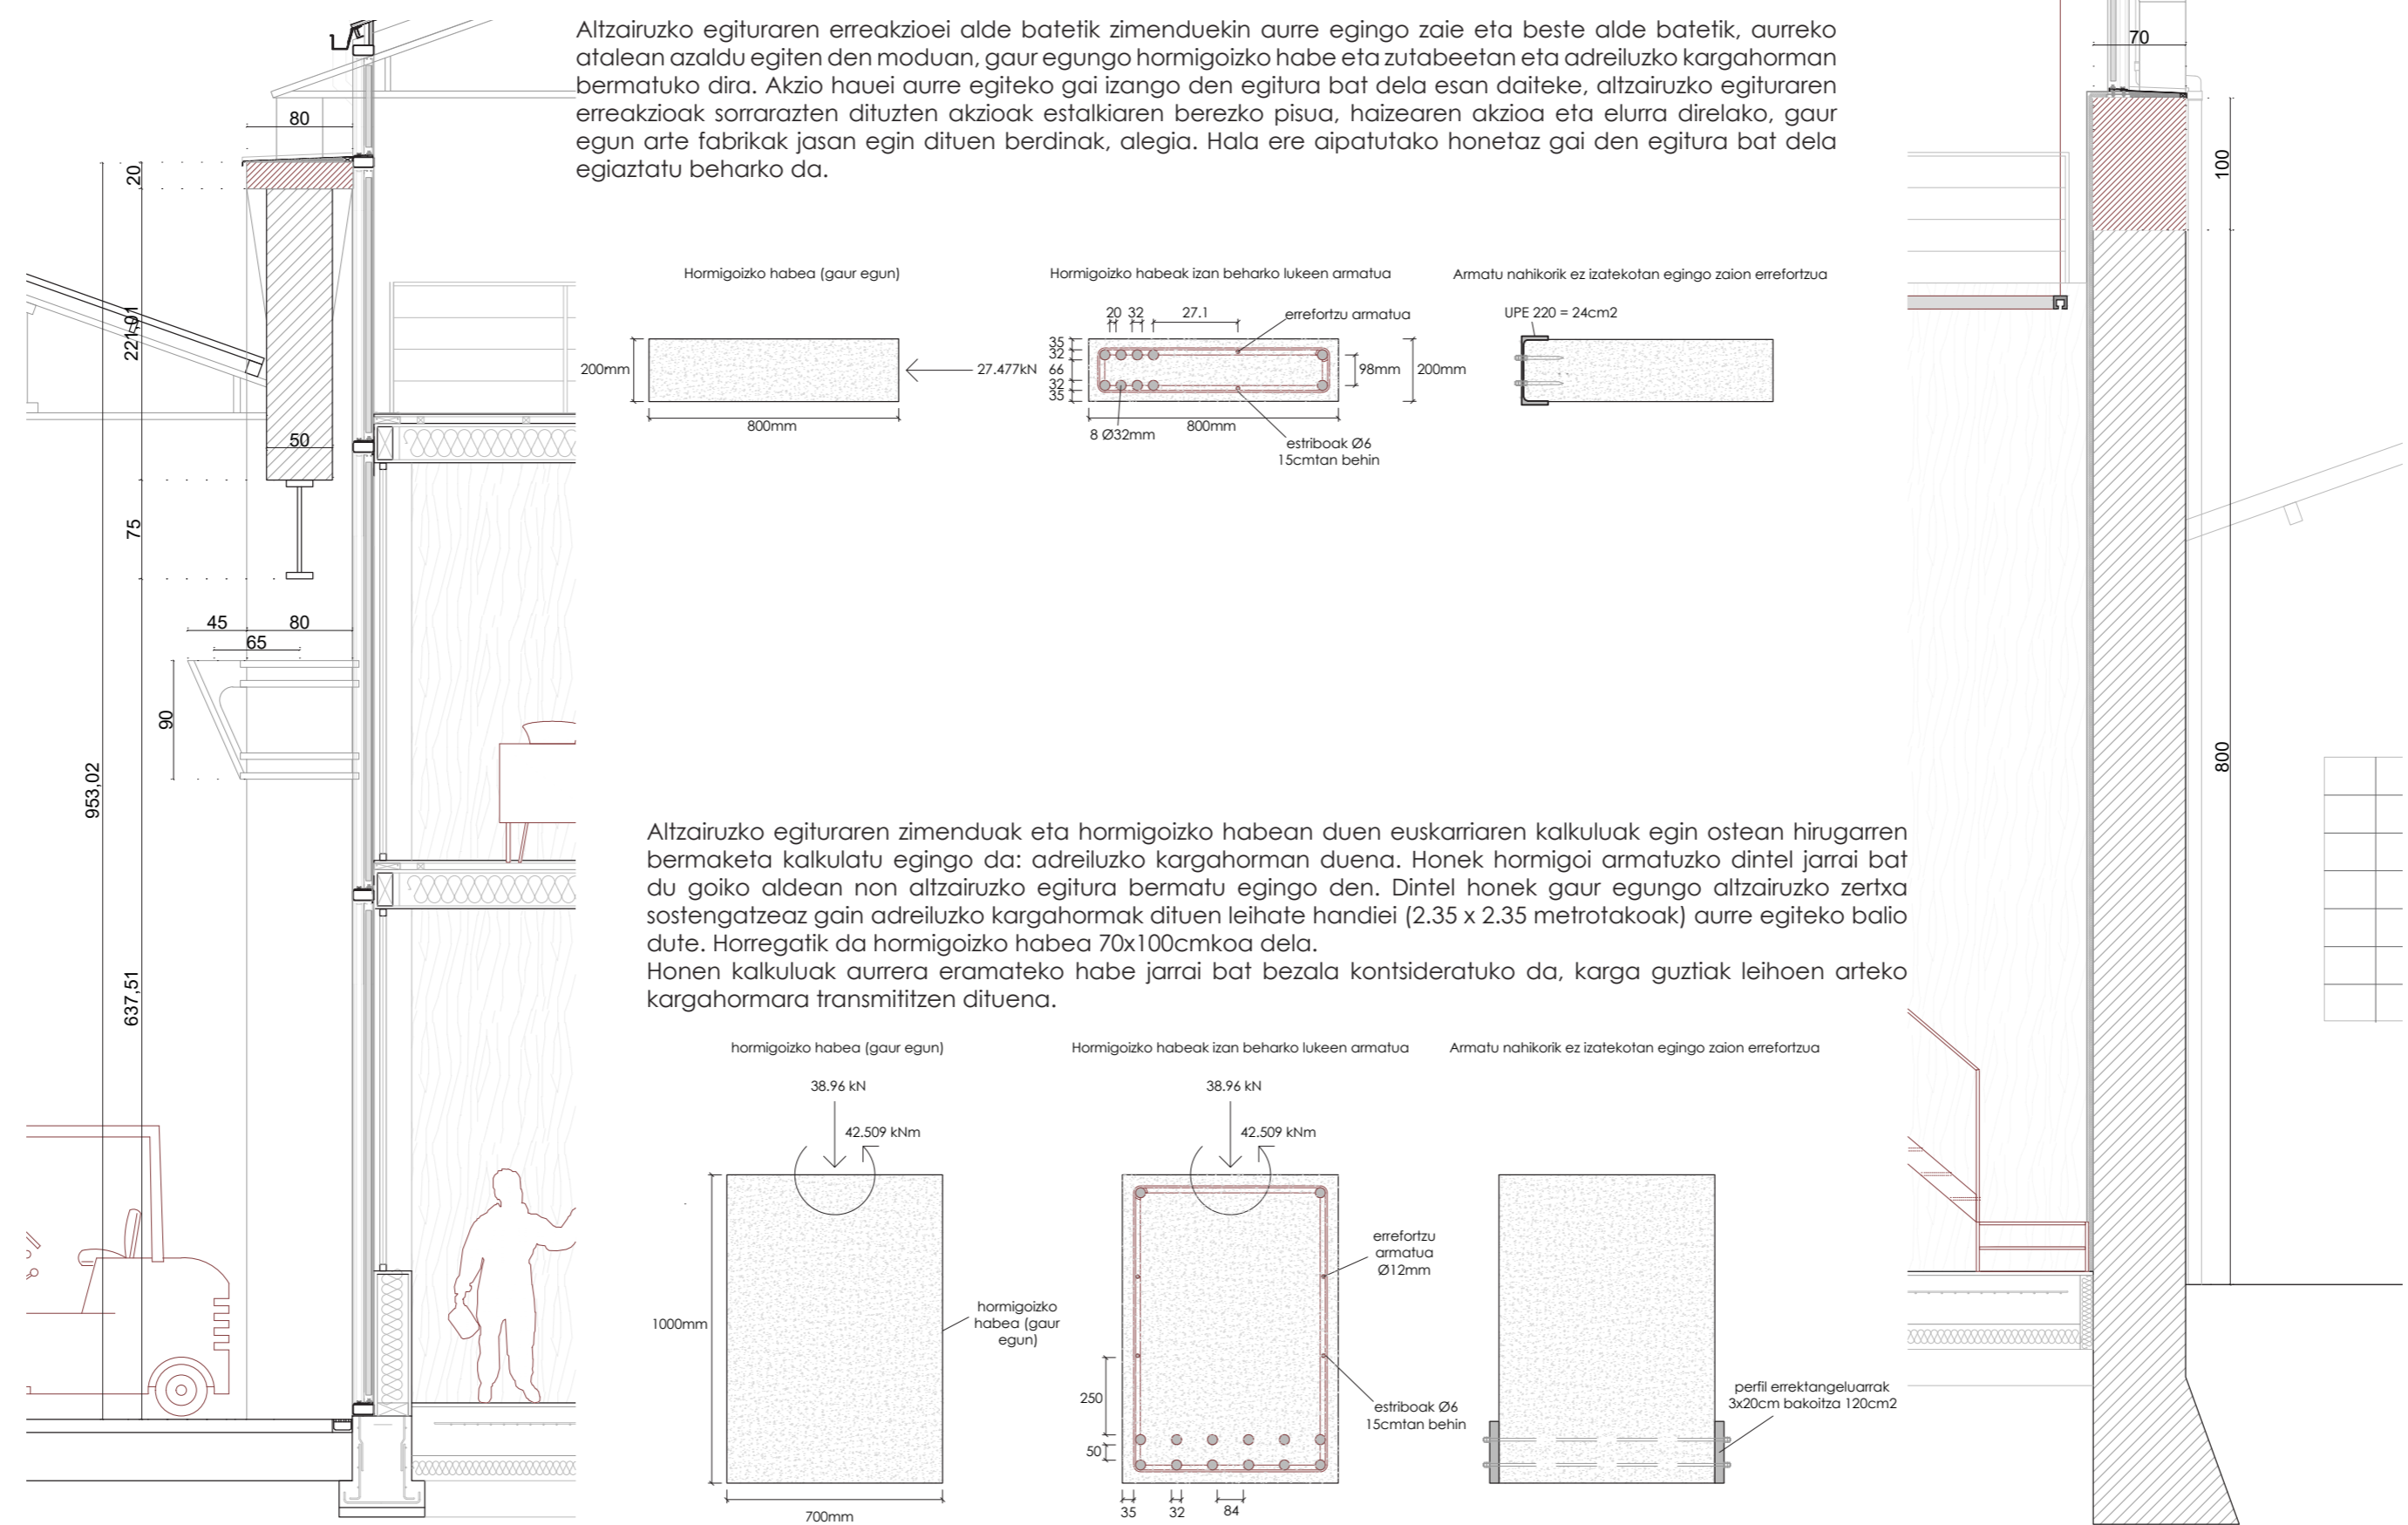 Altzairuzko egituraren erreakzioei alde batetik zimenduekin aurre egingo zaie eta beste alde batetik, aurreko
atalean azaldu egiten den moduan, gaur egungo hormigoizko habe eta zutabeetan eta adreiluzko kargahorman
bermatuko dira. Akzio hauei aurre egiteko gai izango den egitura bat dela esan daiteke, altzairuzko egituraren
erreakzioak sorrarazten dituzten akzioak estalkiaren berezko pisua, haizearen akzioa eta elurra direlako, gaur
egun arte fabrikak jasan egin dituen berdinak, alegia. Hala ere aipatutako honetaz gai den egitura bat dela
egiaztatu beharko da.
80
20
221,91
50
75
45
80
65
90
953,02
637,51
Hormigoizko habea (gaur egun)
200mm
800mm
27.477kN
Hormigoizko habeak izan beharko lukeen armatua
20 32
27.1
errefortzu armatua
35
32
66
32
35
98mm
200mm
8 Ø32mm
800mm
estriboak Ø6
15cmtan behin
Armatu nahikorik ez izatekotan egingo zaion errefortzua
UPE 220 = 24cm2
70
100
800
Altzairuzko egituraren zimenduak eta hormigoizko habean duen euskarriaren kalkuluak egin ostean hirugarren
bermaketa kalkulatu egingo da: adreiluzko kargahorman duena. Honek hormigoi armatuzko dintel jarrai bat
du goiko aldean non altzairuzko egitura bermatu egingo den. Dintel honek gaur egungo altzairuzko zertxa
sostengatzeaz gain adreiluzko kargahormak dituen leihate handiei (2.35 x 2.35 metrotakoak) aurre egiteko balio
dute. Horregatik da hormigoizko habea 70x100cmkoa dela.
Honen kalkuluak aurrera eramateko habe jarrai bat bezala kontsideratuko da, karga guztiak leihoen arteko
kargahormara transmititzen dituena.
hormigoizko habea (gaur egun)
38.96 kN
42.509 kNm
1000mm
700mm
hormigoizko
habea (gaur
egun)
Hormigoizko habeak izan beharko lukeen armatua
38.96 kN
42.509 kNm
errefortzu
armatua
Ø12mm
250
50
estriboak Ø6
15cmtan behin
35
32
84
Armatu nahikorik ez izatekotan egingo zaion errefortzua
perfil errektangeluarrak
3x20cm bakoitza 120cm2